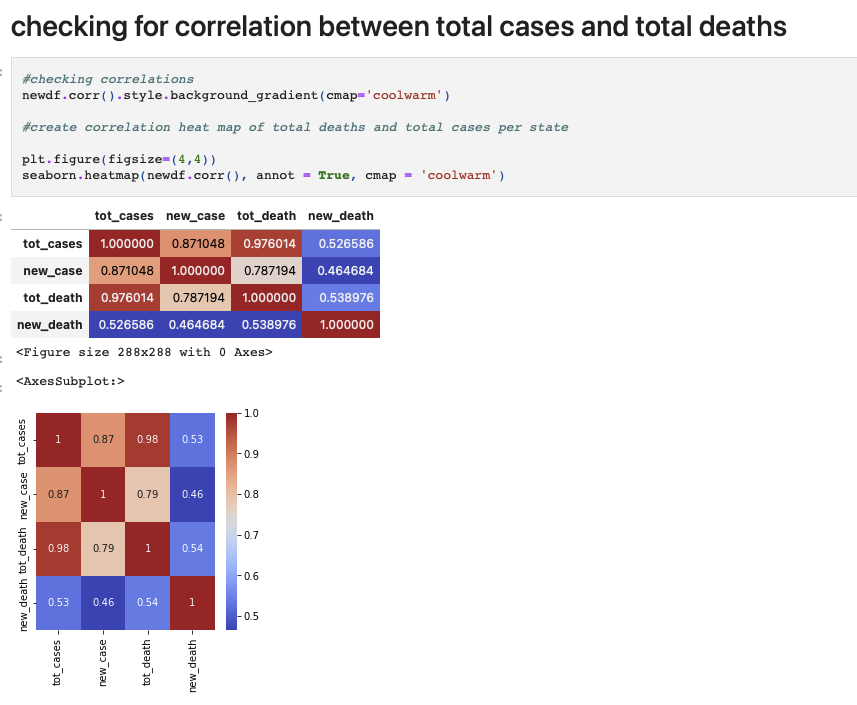 checking for correlation between total cases and total deaths
#checking correlations
newdf.corr().style.background_gradient(cmap='coolwarm')
#create correlation heat map of total deaths and total cases per state
plt.figure(figsize=(4,4))
seaborn.heatmap(newdf.corr(), annot = True, cmap = 'coolwarm')
tot_cases new_case tot_death new_death
tot_cases 1.000000 0.871048 0.976014 0.526586
new_case 0.871048 1.000000 0.787194 0.464684
tot_death 0.976014 0.787194 1.000000 0.538976
new_death 0.526586 0.464684 0.538976 1.000000
<Figure size 288x288 with 0 Axes>
<AxesSubplot:>
tot_cases 1 0.87 0.98 0.53
new_case 0.87 1 0.79 0.46
tot_death 0.98 0.79 1 0.54
new_death 0.53 0.46 0.54 1
tot_cases new_case tot_death new_death
1.0
0.9
0.8
0.7
0.6
0.5